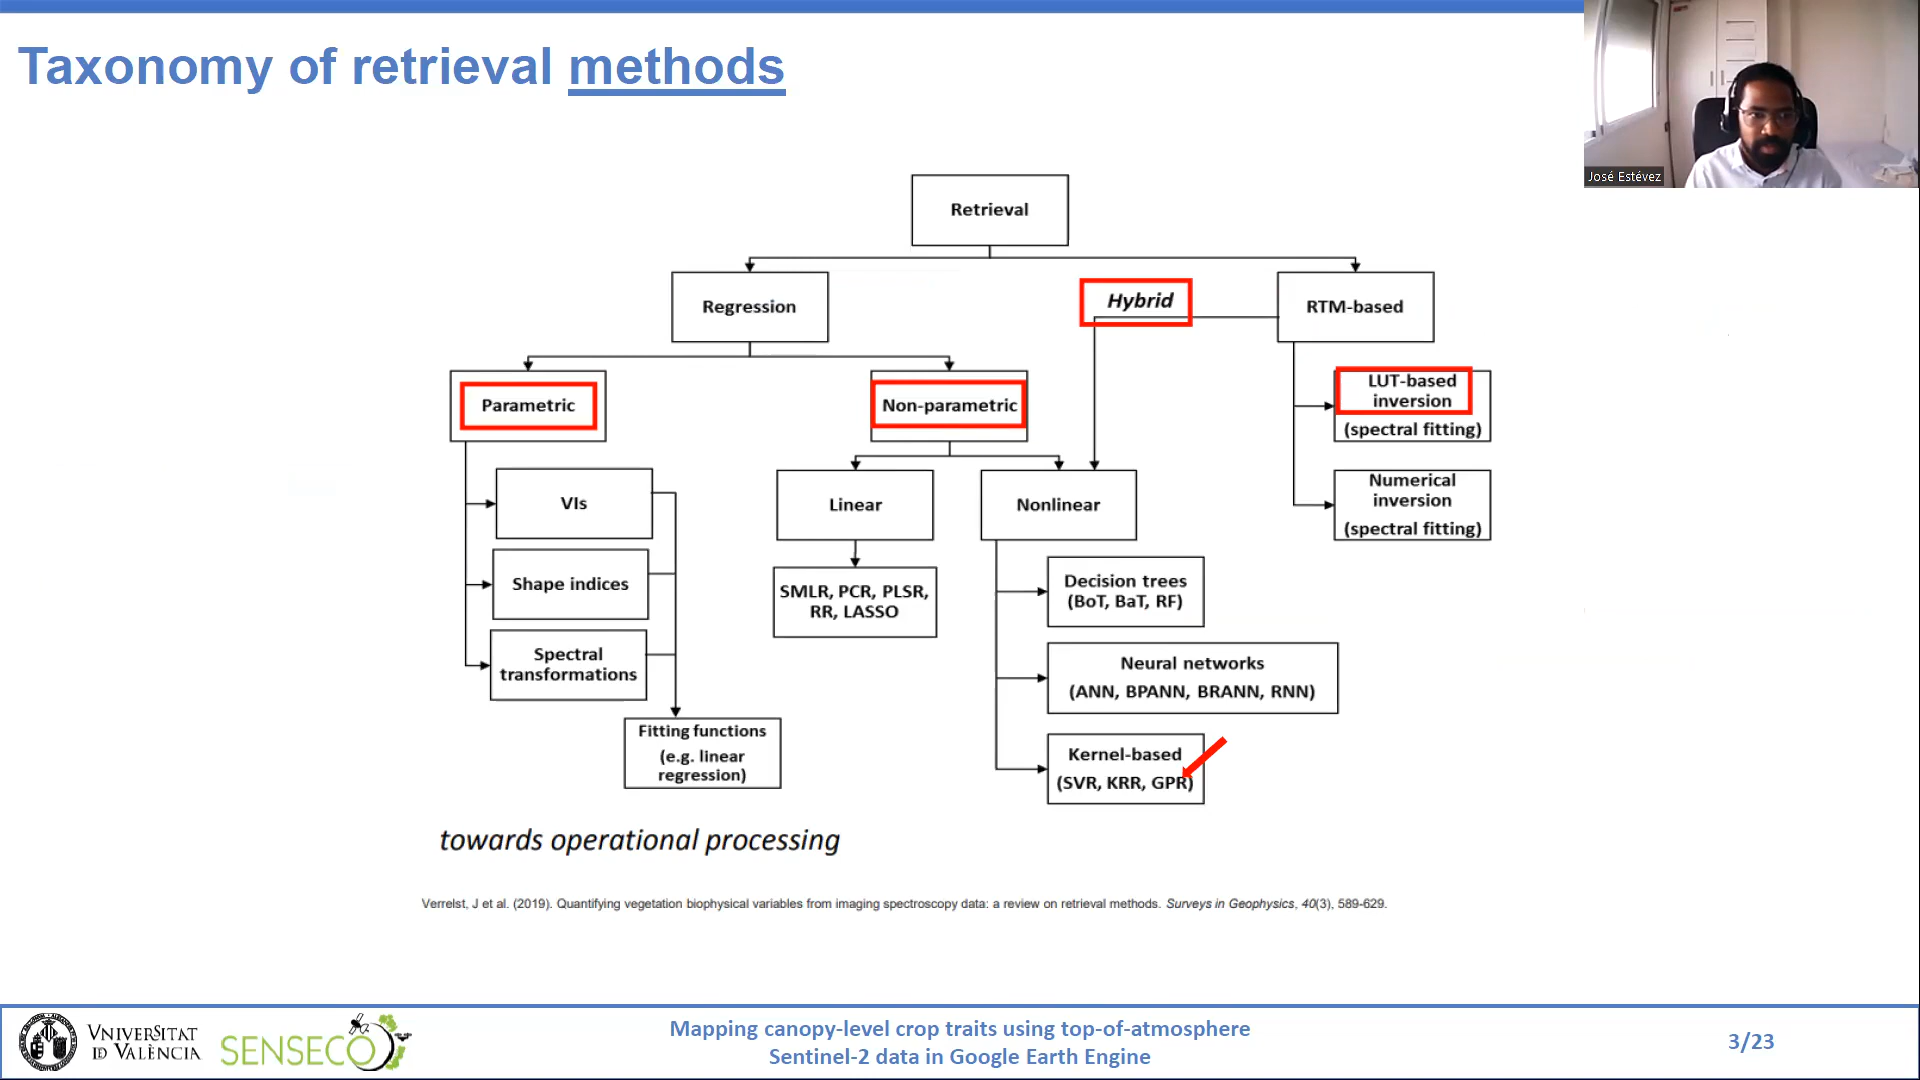 Taxonomy of retrieval methods
José Estévez
Retrieval
Regression
Hybrid
RTM-based
Parametric
Non-parametric
LUT-based
inversion
(spectral fitting)
VIs
Linear
Nonlinear
Numerical
inversion
(spectral fitting)
Shape indices
SMLR, PCR, PLSR,
RR, LASSO
Decision trees
(BoT, BaT, RF)
Spectral
transformations
Neural networks
(ANN, BPANN, BRANN, RNN)
Fitting functions
(e.g. linear
regression)
Kernel-based
(SVR, KRR, GPR)
towards operational processing
Verrelst, J et al. (2019). Quantifying vegetation biophysical variables from imaging spectroscopy data: a review on retrieval methods. Surveys in Geophysics, 40(3), 589-629.
VNIVERSITAT
ID VALÈNCIA
SENSECO
Mapping canopy-level crop traits using top-of-atmosphere
Sentinel-2 data in Google Earth Engine
3/23